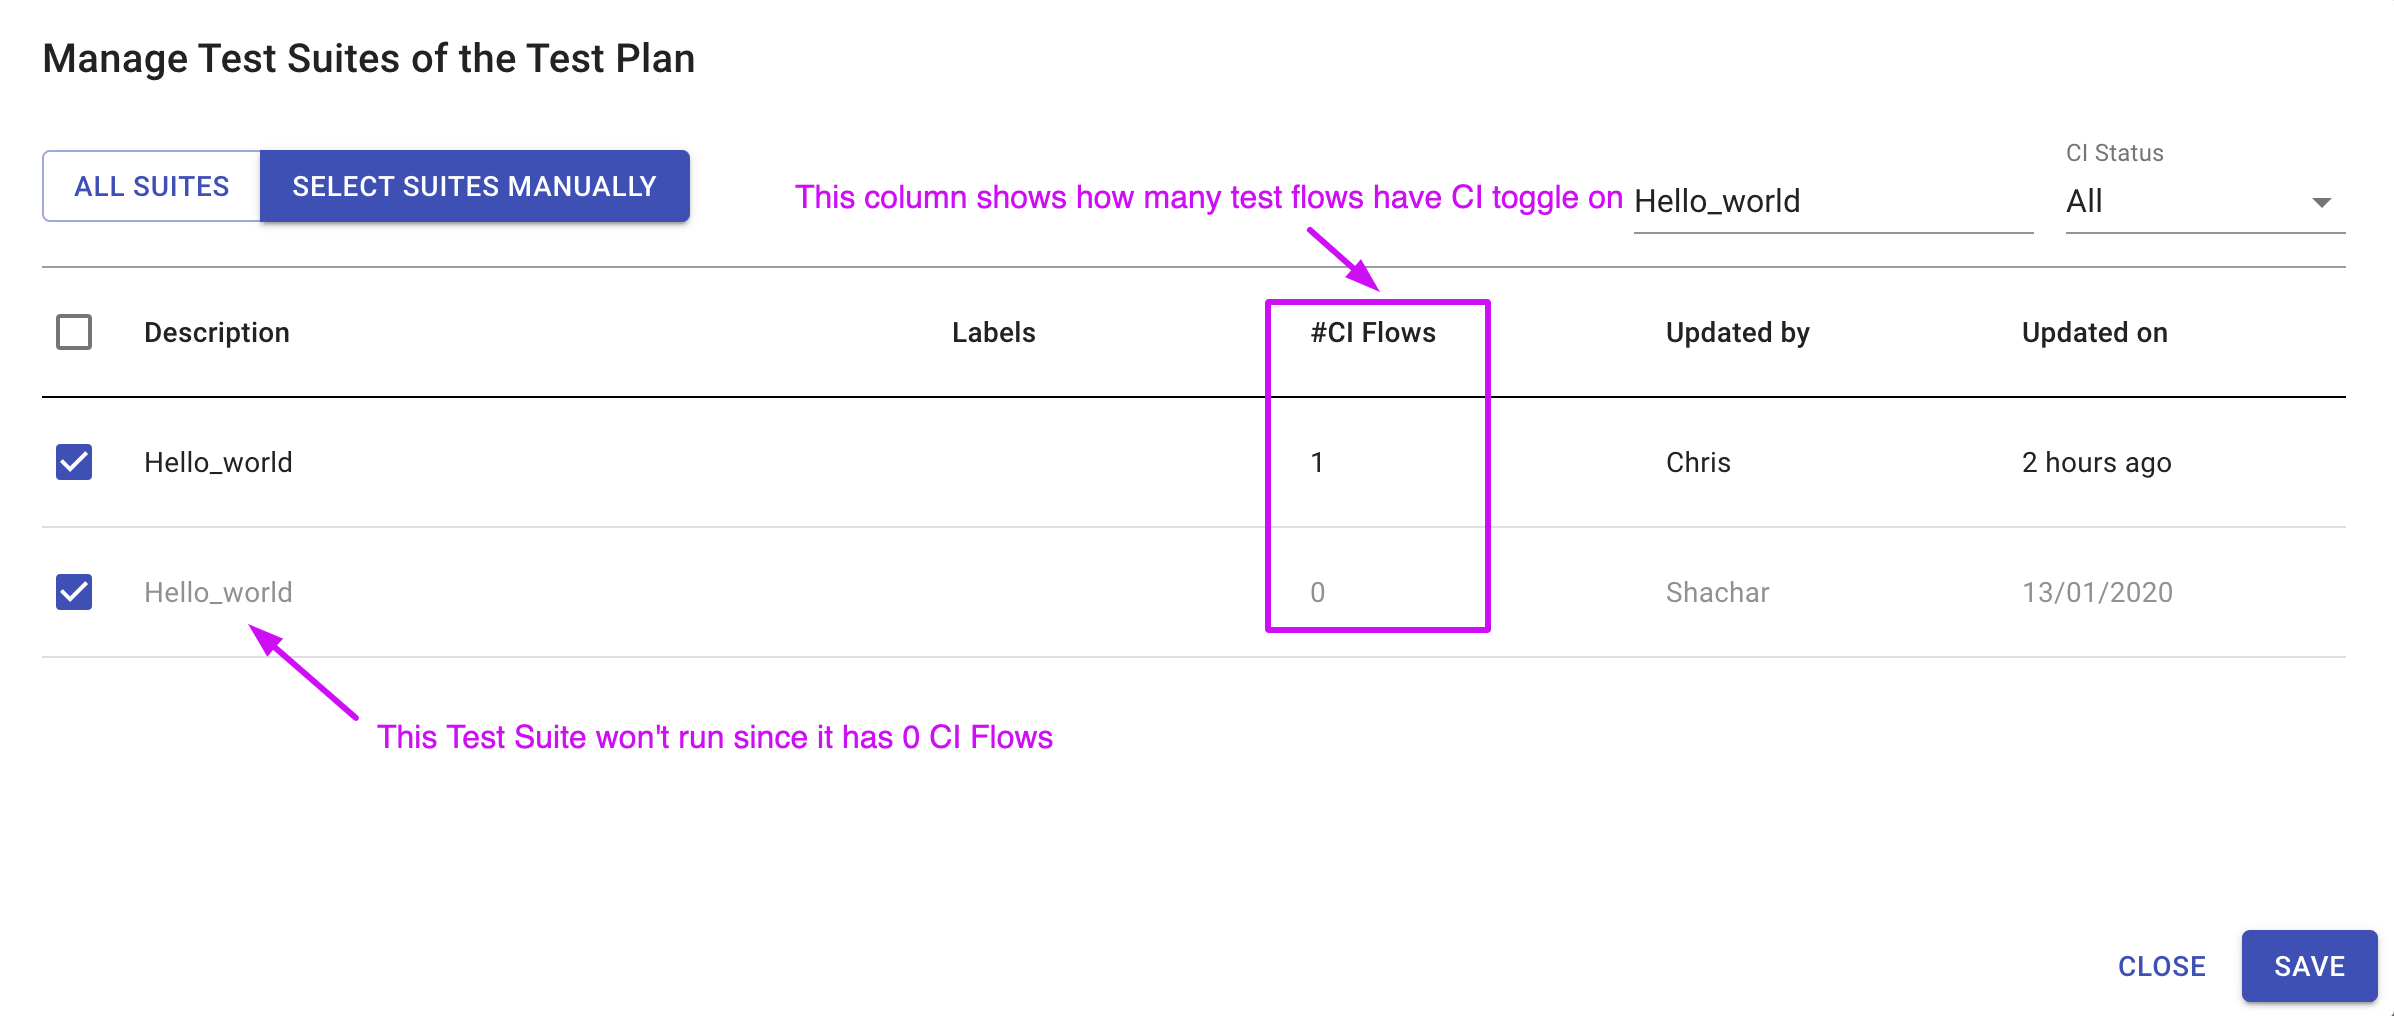 Manage Test Suites of the Test Plan
CI Status
ALL SUITES SELECT SUITES MANUALLY This column shows how many test flows have CI toggle on Hello_world All
Description Labels #CI Flows Updated by Updated on
Hello_world 1 Chris 2 hours ago
Hello_world 0 Shachar 13/01/2020
This Test Suite won't run since it has 0 CI Flows
CLOSE SAVE